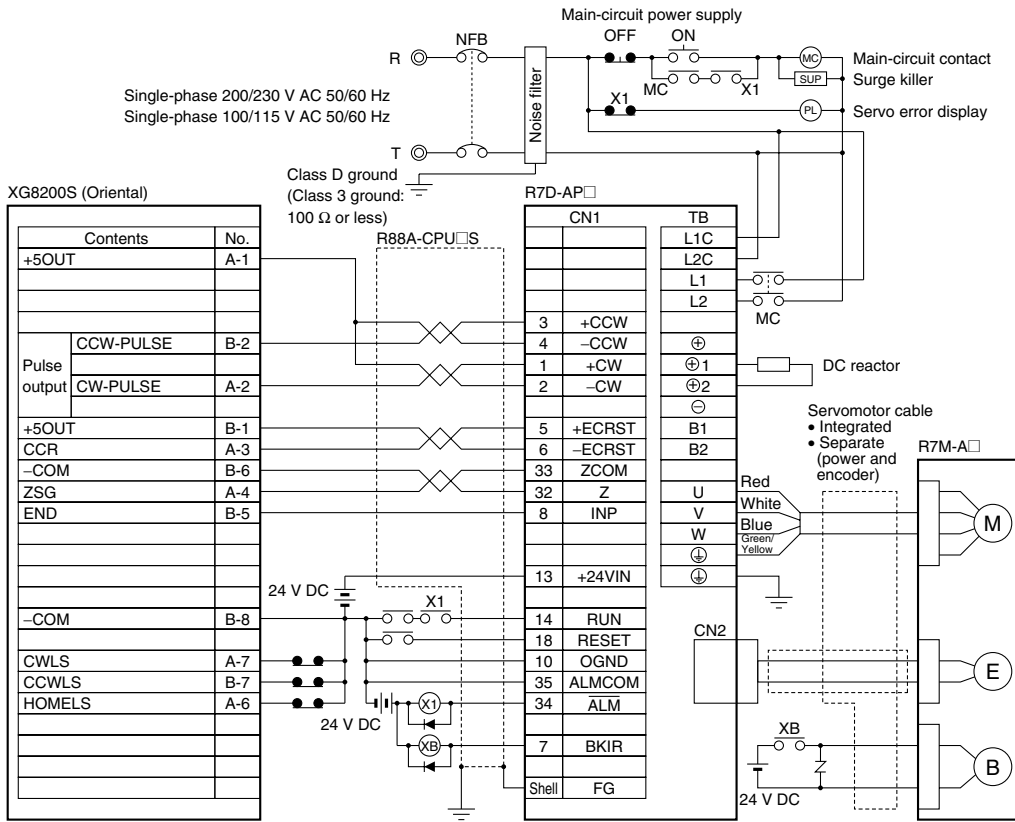 Main-circuit power supply
OFF ON
R NFB
MC Main-circuit contact
MC X1 SUP Surge killer
Single-phase 200/230 V AC 50/60 Hz
Single-phase 100/115 V AC 50/60 Hz
Noise filter
X1 PL Servo error display
T
Class D ground
(Class 3 ground:
100 Ω or less)
XG8200S (Oriental)
R88A-CPU□S
R7D-AP□
Contents No.
CN1 TB
L1C
+5OUT A-1 L2C
L1
L2
MC
3 +CCW
Pulse output
CCW-PULSE B-2 4 −CCW ⊕
1 +CW ⊕1 DC reactor
CW-PULSE A-2 2 −CW ⊕2
⊖
+5OUT B-1 5 +ECRST B1
CCR A-3 6 −ECRST B2
−COM B-6 33 ZCOM
ZSG A-4 32 Z U Red
END B-5 8 INP V White
W Blue
Green/
Yellow
Servomotor cable
• Integrated
• Separate
(power and
encoder)
R7M-A□
M
24 V DC 13 +24VIN
−COM B-8 X1 14 RUN
18 RESET CN2
CWLS A-7 10 OGND
CCWLS B-7 35 ALMCOM
HOMELS A-6 X1 34 ALM
24 V DC
E
XB 7 BKIR
XB
B
24 V DC
Shell FG